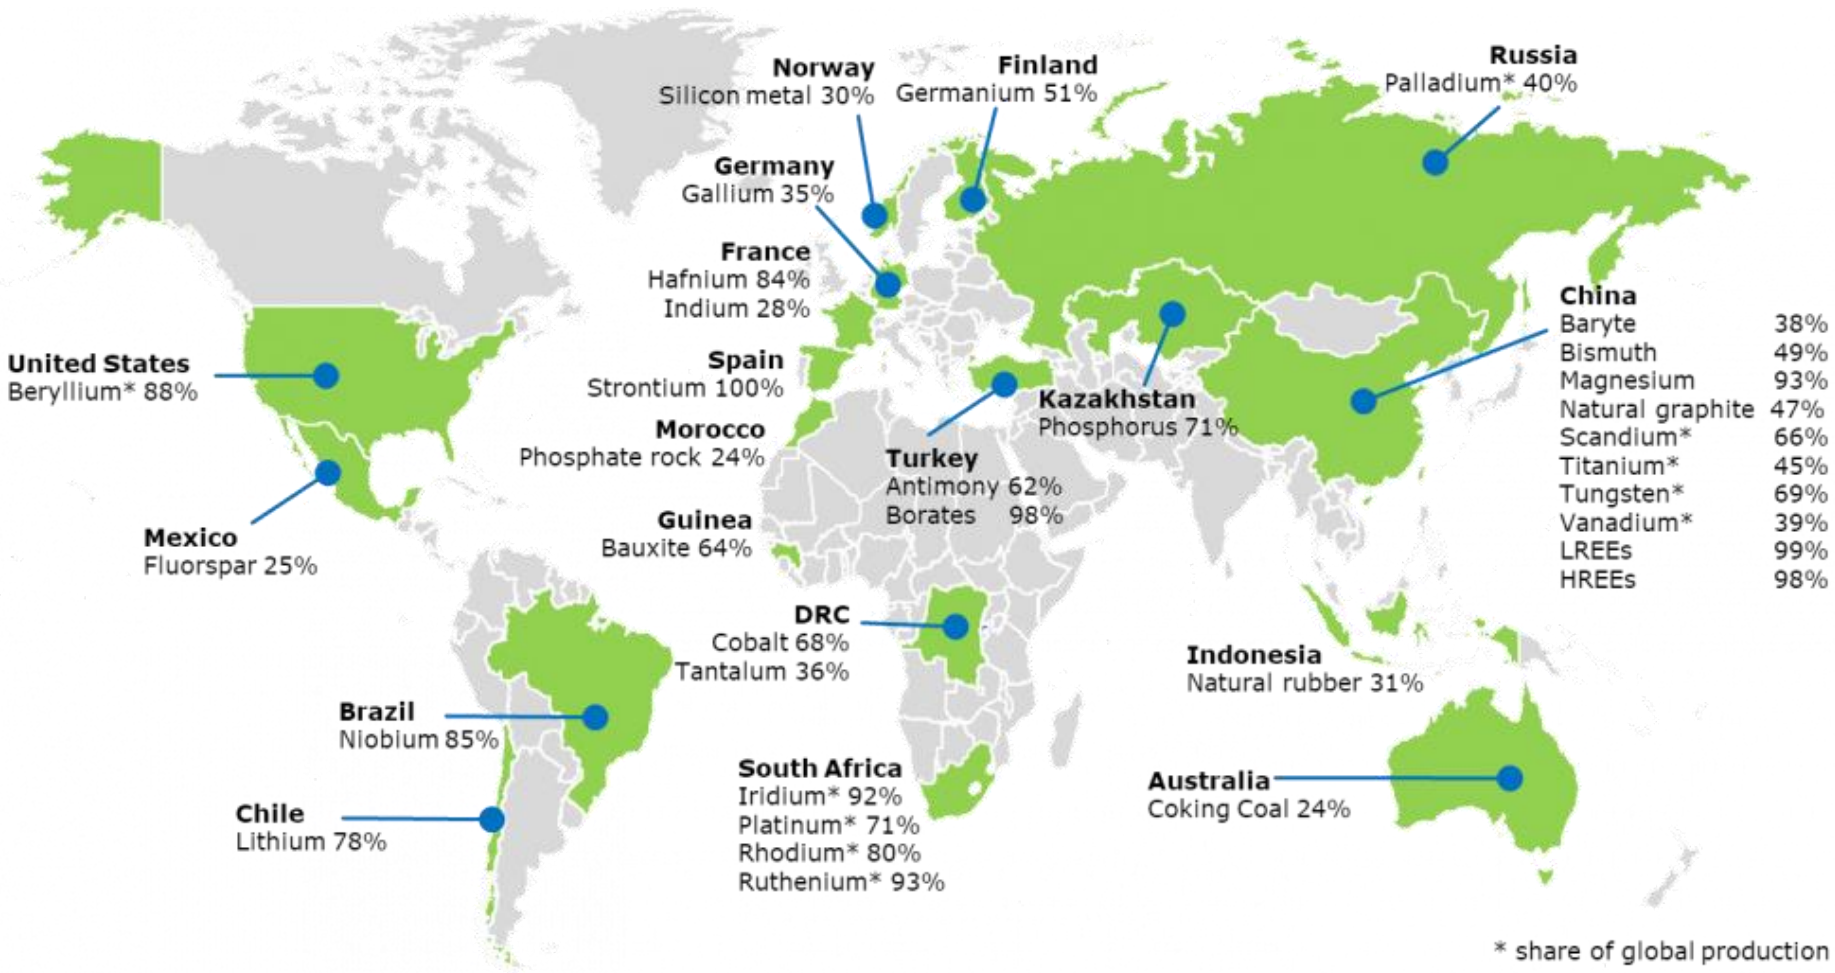 Norway
Silicon metal 30%
Finland
Germanium 51%
Russia
Palladium* 40%
Germany
Gallium 35%
France
Hafnium 84%
Indium 28%
China
Baryte 38%
Bismuth 49%
Magnesium 93%
Natural graphite 47%
Scandium* 66%
Titanium* 45%
Tungsten* 69%
Vanadium* 39%
LREEs 99%
HREEs 98%
United States
Beryllium* 88%
Spain
Strontium 100%
Kazakhstan
Phosphorus 71%
Morocco
Phosphate rock 24%
Turkey
Antimony 62%
Borates 98%
Mexico
Fluorspar 25%
Guinea
Bauxite 64%
DRC
Cobalt 68%
Tantalum 36%
Indonesia
Natural rubber 31%
Brazil
Niobium 85%
South Africa
Iridium* 92%
Platinum* 71%
Rhodium* 80%
Ruthenium* 93%
Australia
Coking Coal 24%
Chile
Lithium 78%
* share of global production